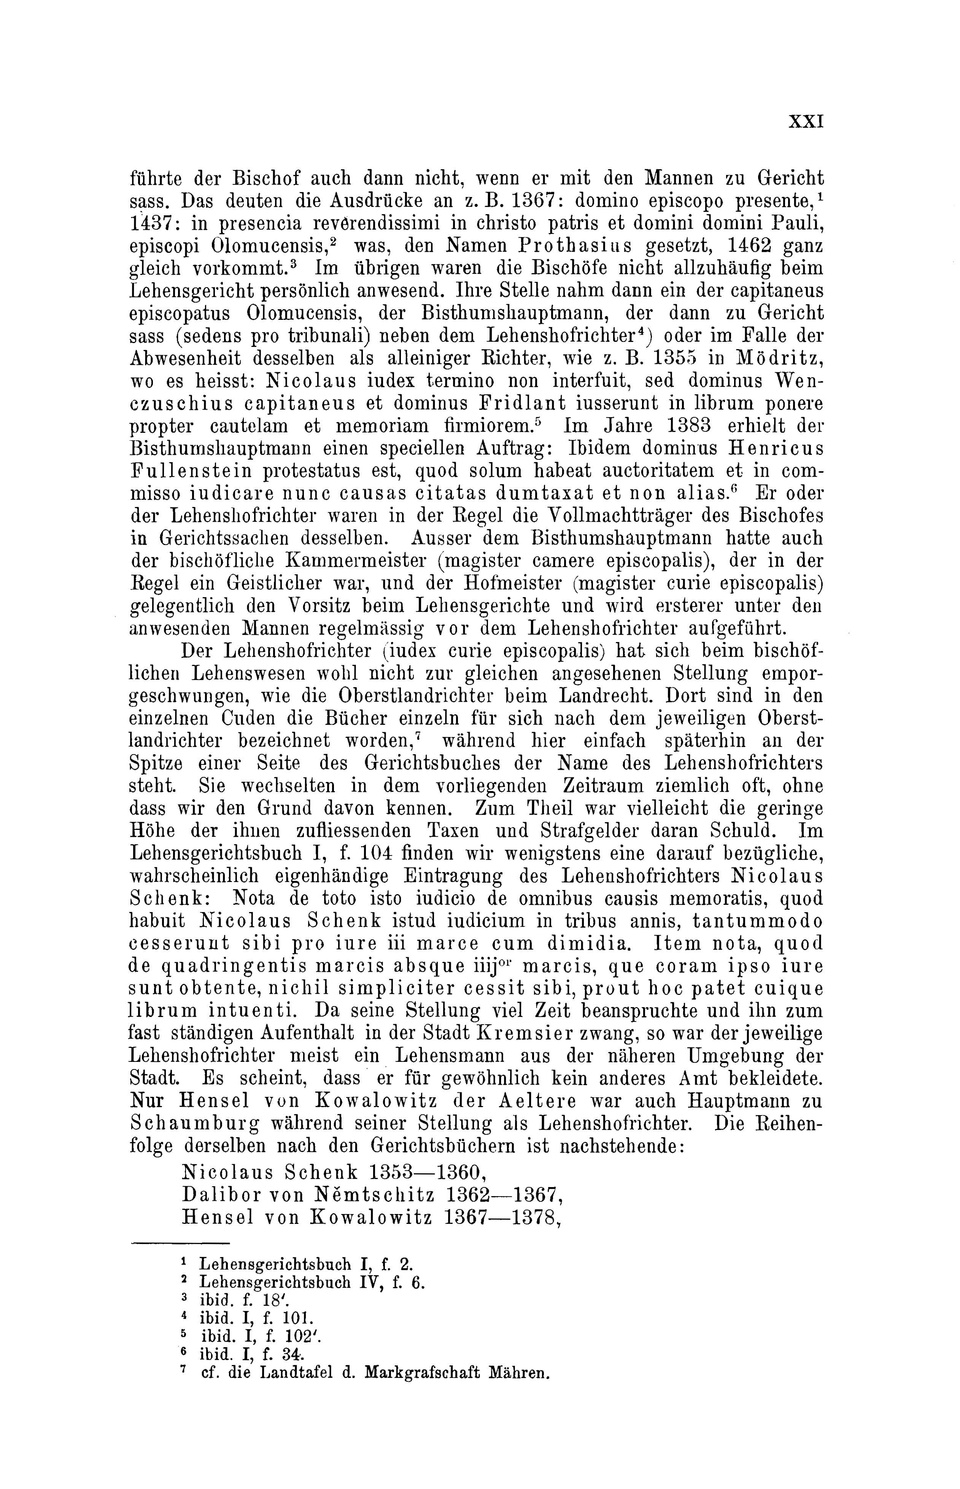 XXI
führte der Bischof auch dann nicht, wenn er mit den Mannen zu Gericht
sass. Das deuten die Ausdrücke an z. B. 1367: domino episcopo presente,¹
1437: in presencia reverendissimi in christo patris et domini domini Pauli,
episcopi Olomucensis,² was, den Namen Prothasius gesetzt, 1462 ganz
gleich vorkommt.³ Im übrigen waren die Bischöfe nicht allzuhäufig beim
Lehensgericht persönlich anwesend. Ihre Stelle nahm dann ein der capitaneus
episcopatus Olomucensis, der Bisthumshauptmann, der dann zu Gericht
sass (sedens pro tribunali) neben dem Lehenshofrichter⁴) oder im Falle der
Abwesenheit desselben als alleiniger Richter, wie z. B. 1355 in Mödritz,
wo es heisst: Nicolaus iudex termino non interfuit, sed dominus Wen-
czuschius capitaneus et dominus Fridlant iusserunt in librum ponere
propter cautelam et memoriam firmiorem.⁵ Im Jahre 1383 erhielt der
Bisthumshauptmann einen speciellen Auftrag: Ibidem dominus Henricus
Fullenstein protestatus est, quod solum habeat auctoritatem et in com-
misso iudicare nunc causas citatas dumtaxat et non alias.⁶ Er oder
der Lehenshofrichter waren in der Regel die Vollmachtträger des Bischofes
in Gerichtssachen desselben. Ausser dem Bisthumshauptmann hatte auch
der bischöfliche Kammermeister (magister camere episcopalis), der in der
Regel ein Geistlicher war, und der Hofmeister (magister curie episcopalis)
gelegentlich den Vorsitz beim Lehensgerichte und wird ersterer unter den
anwesenden Mannen regelmässig vor dem Lehenshofrichter aufgeführt.
Der Lehenshofrichter (iudex curie episcopalis) hat sich beim bischöf-
lichen Lehenswesen wohl nicht zur gleichen angesehenen Stellung empor-
geschwungen, wie die Oberstlandrichter beim Landrecht. Dort sind in den
einzelnen Cuden die Bücher einzeln für sich nach dem jeweiligen Oberst-
landrichter bezeichnet worden,⁷ während hier einfach späterhin an der
Spitze einer Seite des Gerichtsbuches der Name des Lehenshofrichters
steht. Sie wechselten in dem vorliegenden Zeitraum ziemlich oft, ohne
dass wir den Grund davon kennen. Zum Theil war vielleicht die geringe
Höhe der ihnen zufliessenden Taxen und Strafgelder daran Schuld. Im
Lehensgerichtsbuch I, f. 104 finden wir wenigstens eine darauf bezügliche,
wahrscheinlich eigenhändige Eintragung des Lehenshofrichters Nicolaus
Schenk: Nota de toto isto iudicio de omnibus causis memoratis, quod
habuit Nicolaus Schenk istud iudicium in tribus annis, tantummodo
cesserunt sibi pro iure iii marce cum dimidia. Item nota, quod
de quadringentis marcis absque iiijᵒʳ marcis, que coram ipso iure
sunt obtente, nichil simpliciter cessit sibi, prout hoc patet cuique
librum intuenti. Da seine Stellung viel Zeit beanspruchte und ihn zum
fast ständigen Aufenthalt in der Stadt Kremsier zwang, so war der jeweilige
Lehenshofrichter meist ein Lehensmann aus der näheren Umgebung der
Stadt. Es scheint, dass er für gewöhnlich kein anderes Amt bekleidete.
Nur Hensel von Kowalowitz der Aeltere war auch Hauptmann zu
Schaumburg während seiner Stellung als Lehenshofrichter. Die Reihen-
folge derselben nach den Gerichtsbüchern ist nachstehende:
Nicolaus Schenk 1353—1360,
Dalibor von Němtschitz 1362—1367,
Hensel von Kowalowitz 1367—1378,
¹ Lehensgerichtsbuch I, f. 2.
² Lehensgerichtsbuch IV, f. 6.
³ ibid. f. 18'.
⁴ ibid. I, f. 101.
⁵ ibid. I, f. 102'.
⁶ ibid. I, f. 34.
⁷ cf. die Landtafel d. Markgrafschaft Mähren.